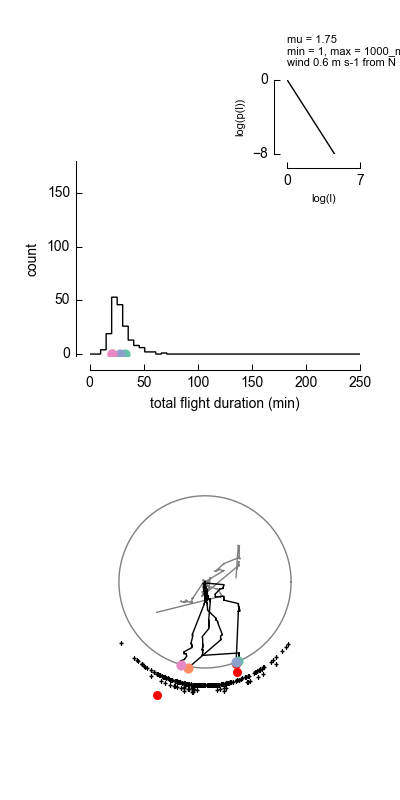 mu = 1.75
min = 1, max = 1000_m
wind 0.6 m s-1 from N
0
log(p(l))
−8
0
7
log(l)
150
100
50
0
count
0
50
100
150
200
250
total flight duration (min)